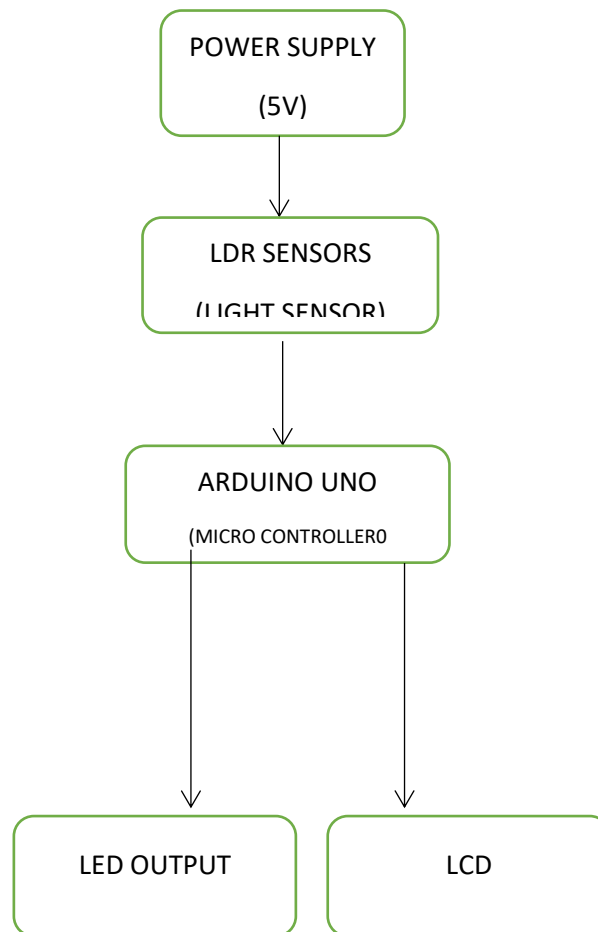 POWER SUPPLY
(5V)
LDR SENSORS
(LIGHT SENSOR)
ARDUINO UNO
(MICRO CONTROLLER0
LED OUTPUT
LCD